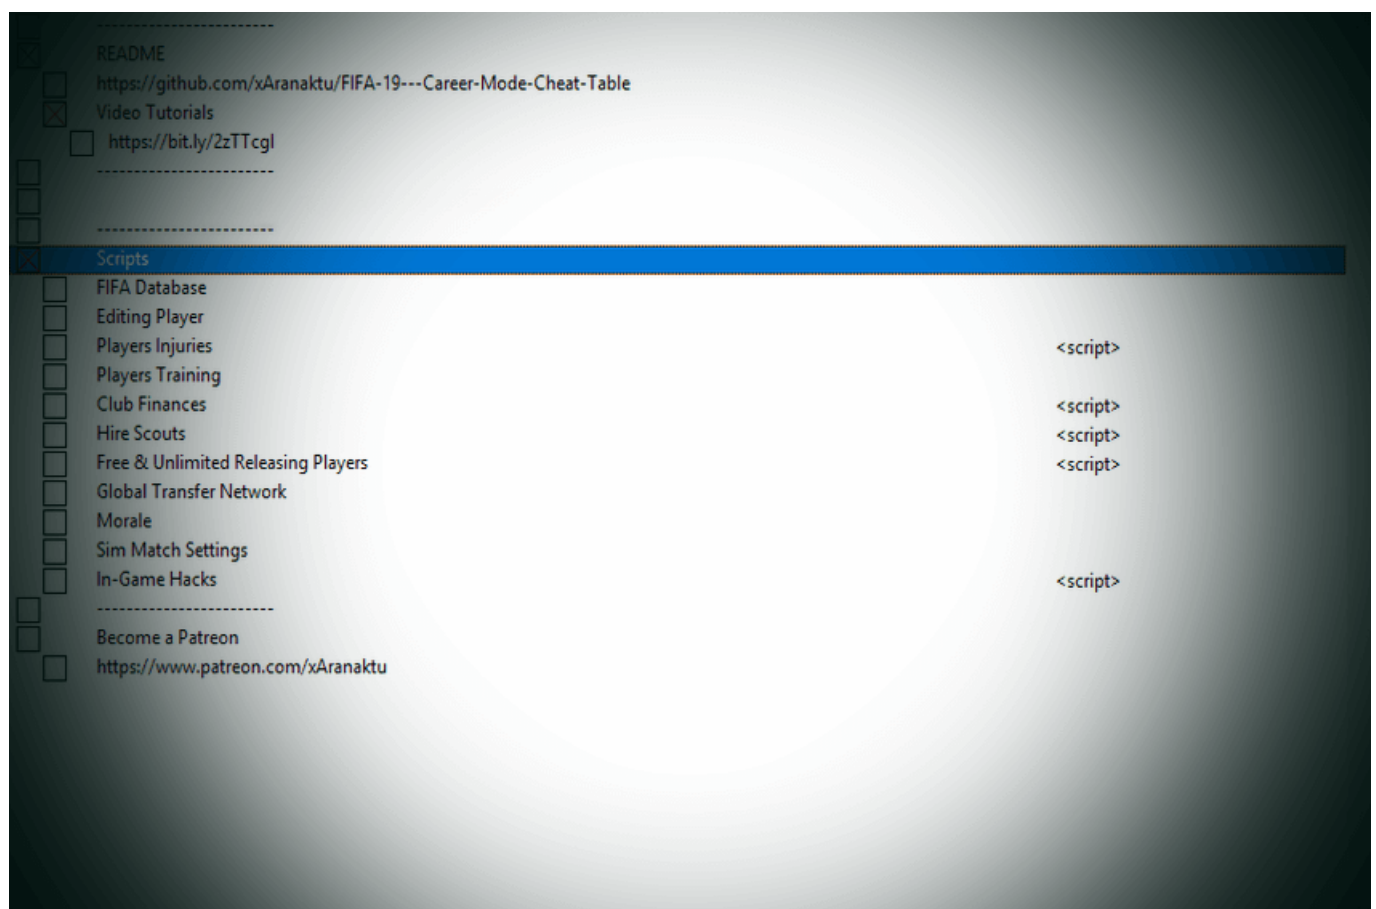 ------------------------
README
https://github.com/xAranaktu/FIFA-19---Career-Mode-Cheat-Table
Video Tutorials
https://bit.ly/2zTTcgI
------------------------
------------------------
Scripts
FIFA Database
Editing Player
Players Injuries <script>
Players Training
Club Finances <script>
Hire Scouts <script>
Free & Unlimited Releasing Players <script>
Global Transfer Network
Morale
Sim Match Settings
In-Game Hacks <script>
------------------------
Become a Patreon
https://www.patreon.com/xAranaktu